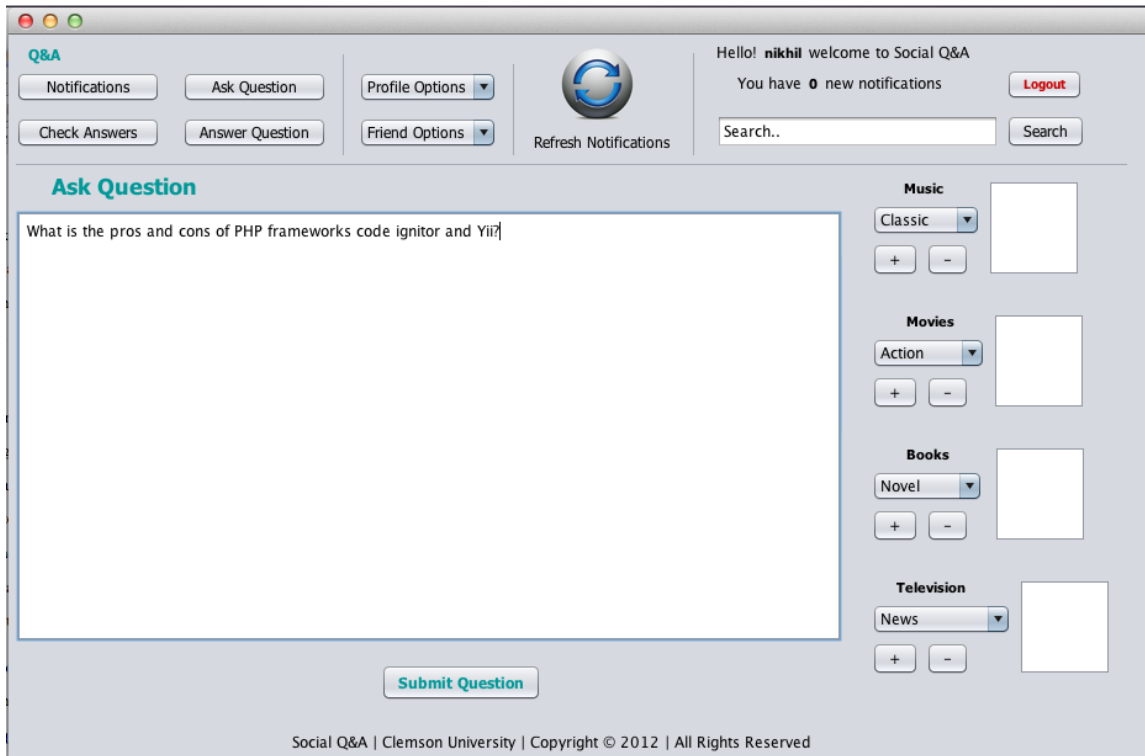 Q&A
Notifications
Ask Question
Check Answers
Answer Question
Profile Options
Friend Options
Refresh Notifications
Hello! nikhil welcome to Social Q&A
You have 0 new notifications
Logout
Search..
Search
Ask Question
What is the pros and cons of PHP frameworks code ignitor and Yii?
Music
Classic
+ -
Movies
Action
+ -
Books
Novel
+ -
Television
News
+ -
Submit Question
Social Q&A | Clemson University | Copyright © 2012 | All Rights Reserved